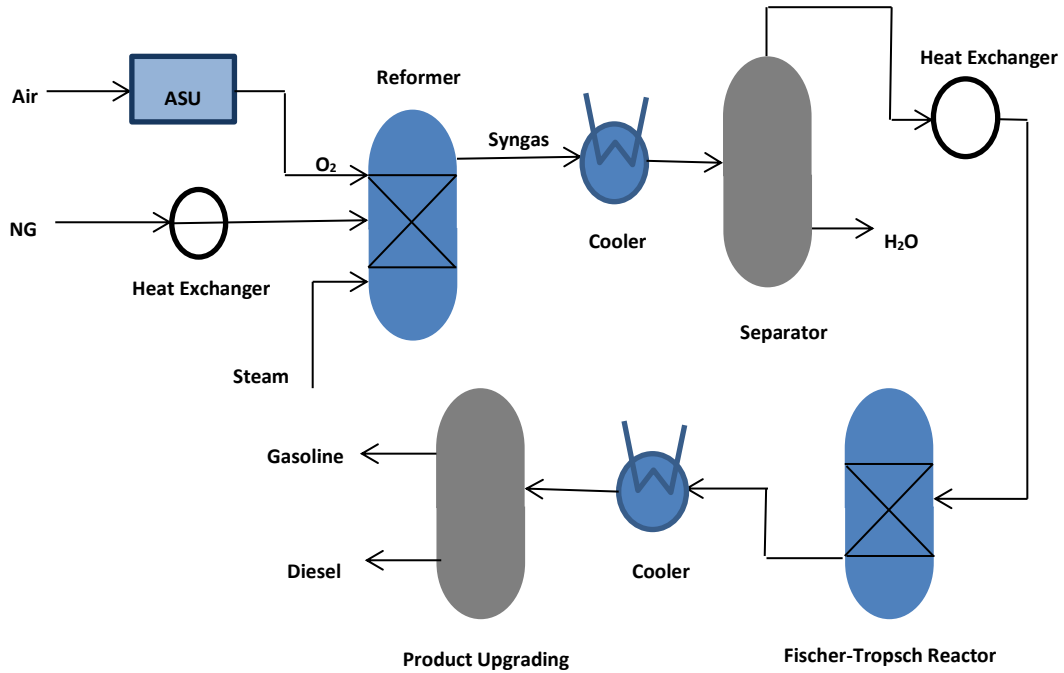 Heat Exchanger
Reformer
Air
ASU
Syngas
O₂
NG
Cooler
H₂O
Heat Exchanger
Separator
Steam
Gasoline
Diesel
Cooler
Product Upgrading
Fischer-Tropsch Reactor